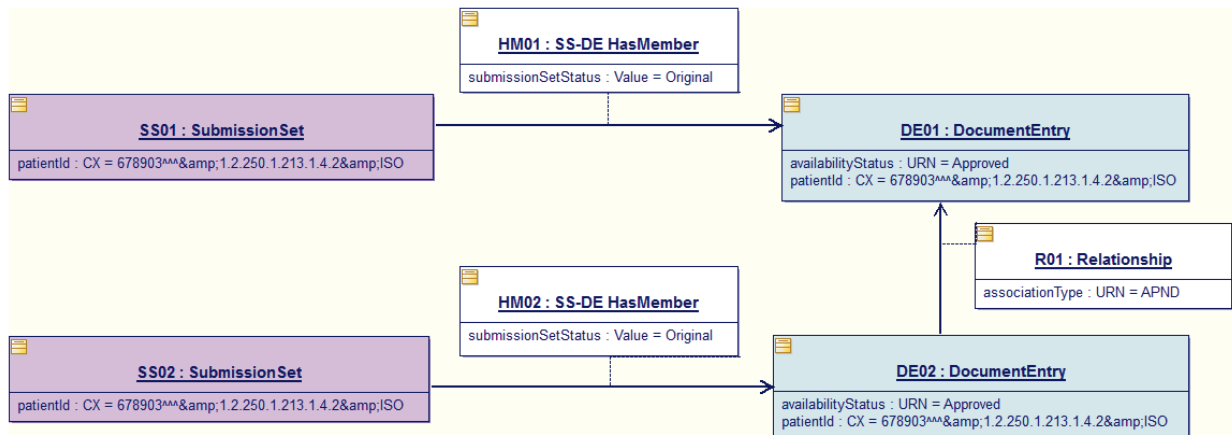 HM01 : SS-DE HasMember
submissionSetStatus : Value = Original
SS01 : SubmissionSet
patientId : CX = 678903^^^&amp;1.2.250.1.213.1.4.2&amp;ISO
DE01 : DocumentEntry
availabilityStatus : URN = Approved
patientId : CX = 678903^^^&amp;1.2.250.1.213.1.4.2&amp;ISO
R01 : Relationship
associationType : URN = APND
HM02 : SS-DE HasMember
submissionSetStatus : Value = Original
SS02 : SubmissionSet
patientId : CX = 678903^^^&amp;1.2.250.1.213.1.4.2&amp;ISO
DE02 : DocumentEntry
availabilityStatus : URN = Approved
patientId : CX = 678903^^^&amp;1.2.250.1.213.1.4.2&amp;ISO